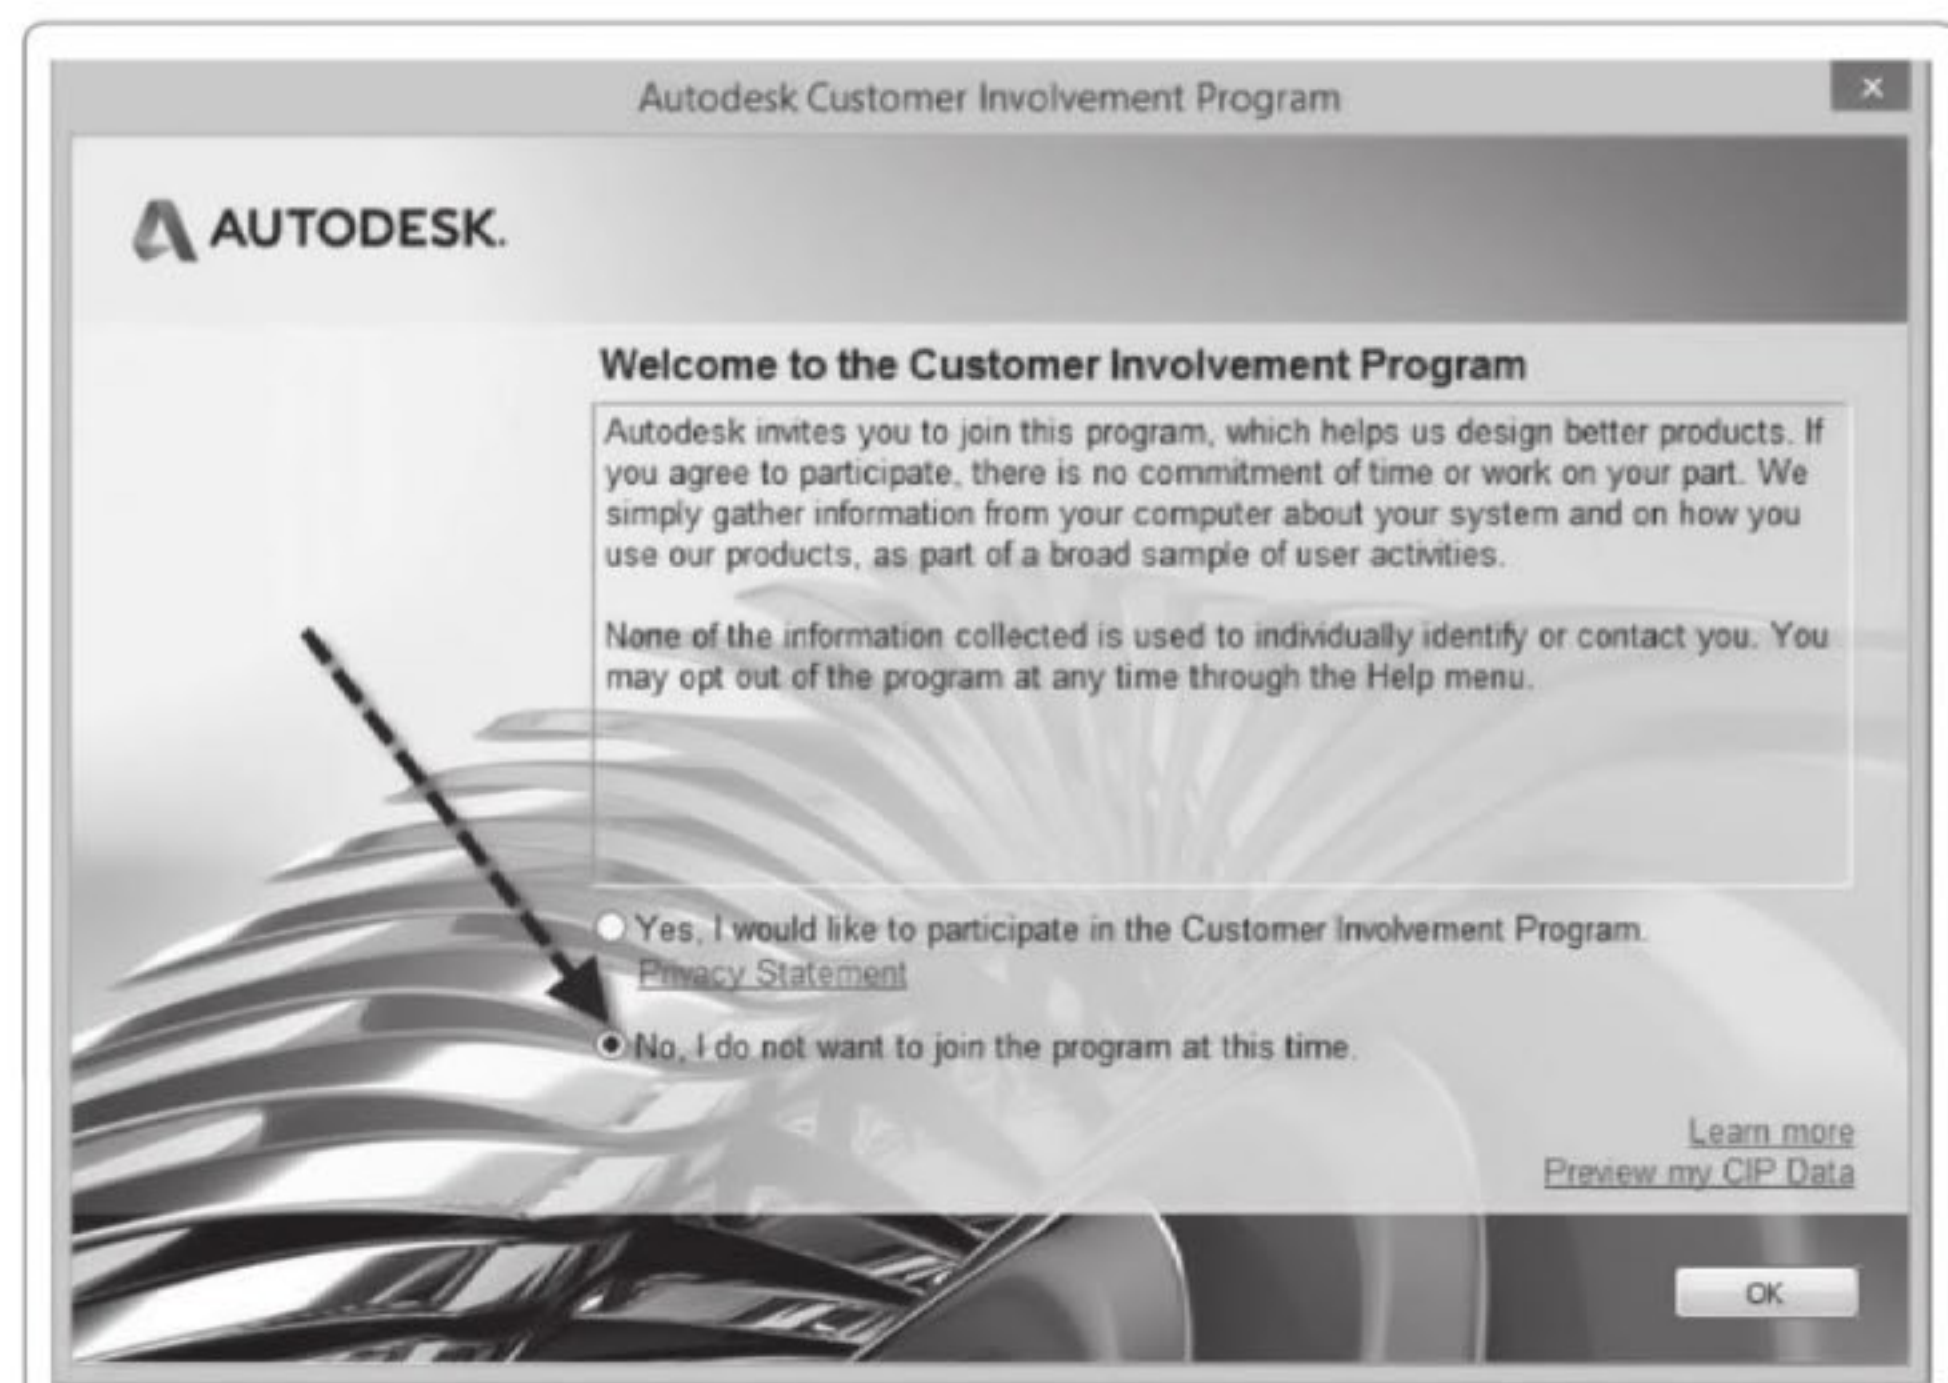 Autodesk Customer Involvement Program
AUTODESK.
Welcome to the Customer Involvement Program
Autodesk invites you to join this program, which helps us design better products. If
you agree to participate, there is no commitment of time or work on your part. We
simply gather information from your computer about your system and on how you
use our products, as part of a broad sample of user activities.
None of the information collected is used to individually identify or contact you. You
may opt out of the program at any time through the Help menu.
Yes, I would like to participate in the Customer Involvement Program.
Privacy Statement
No, I do not want to join the program at this time.
Learn more
Preview my CIP Data
OK